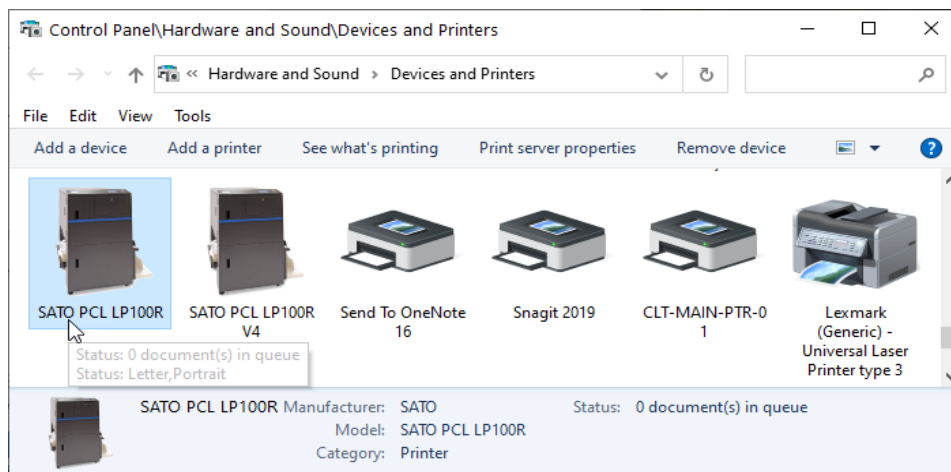 Control Panel\Hardware and Sound\Devices and Printers
« Hardware and Sound › Devices and Printers
File Edit View Tools
Add a device Add a printer See what's printing Print server properties Remove device ?
SATO PCL LP100R
SATO PCL LP100R
V4
Send To OneNote
16
Snagit 2019
CLT-MAIN-PTR-0
1
Lexmark
(Generic) -
Universal Laser
Printer type 3
Status: 0 document(s) in queue
Status: Letter,Portrait
SATO PCL LP100R Manufacturer: SATO Status: 0 document(s) in queue
Model: SATO PCL LP100R
Category: Printer